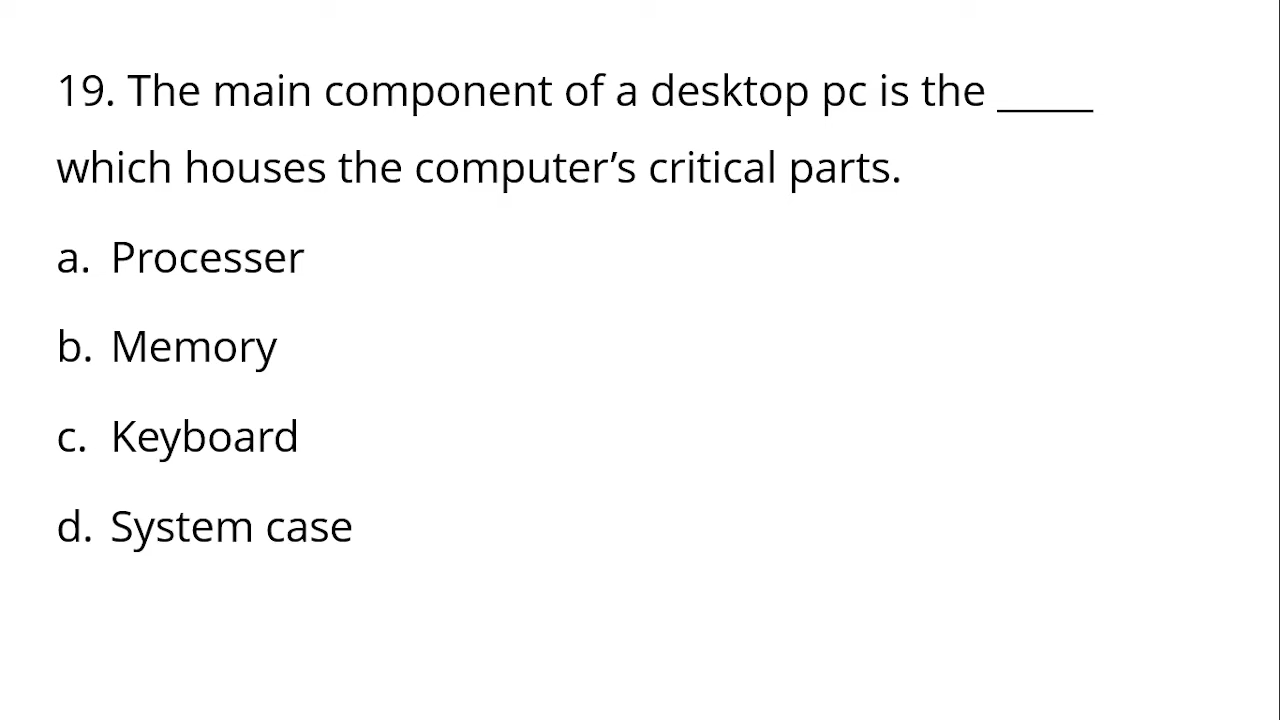 19. The main component of a desktop pc is the _____
which houses the computer’s critical parts.
a. Processer
b. Memory
c. Keyboard
d. System case